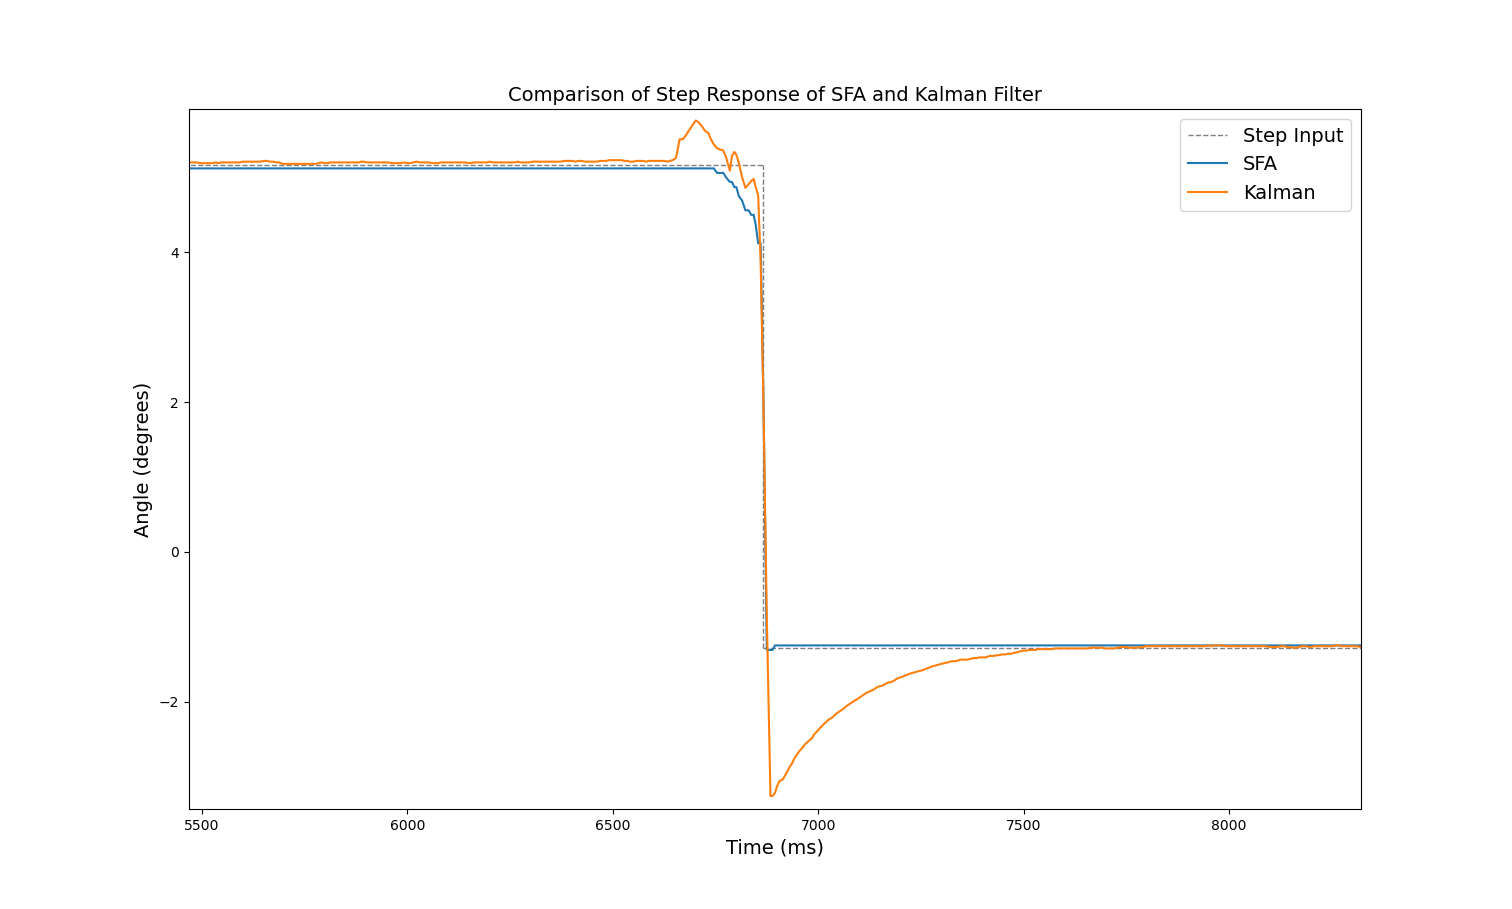 Comparison of Step Response of SFA and Kalman Filter
Step Input
SFA
Kalman
4
2
0
−2
Angle (degrees)
5500 6000 6500 7000 7500 8000
Time (ms)